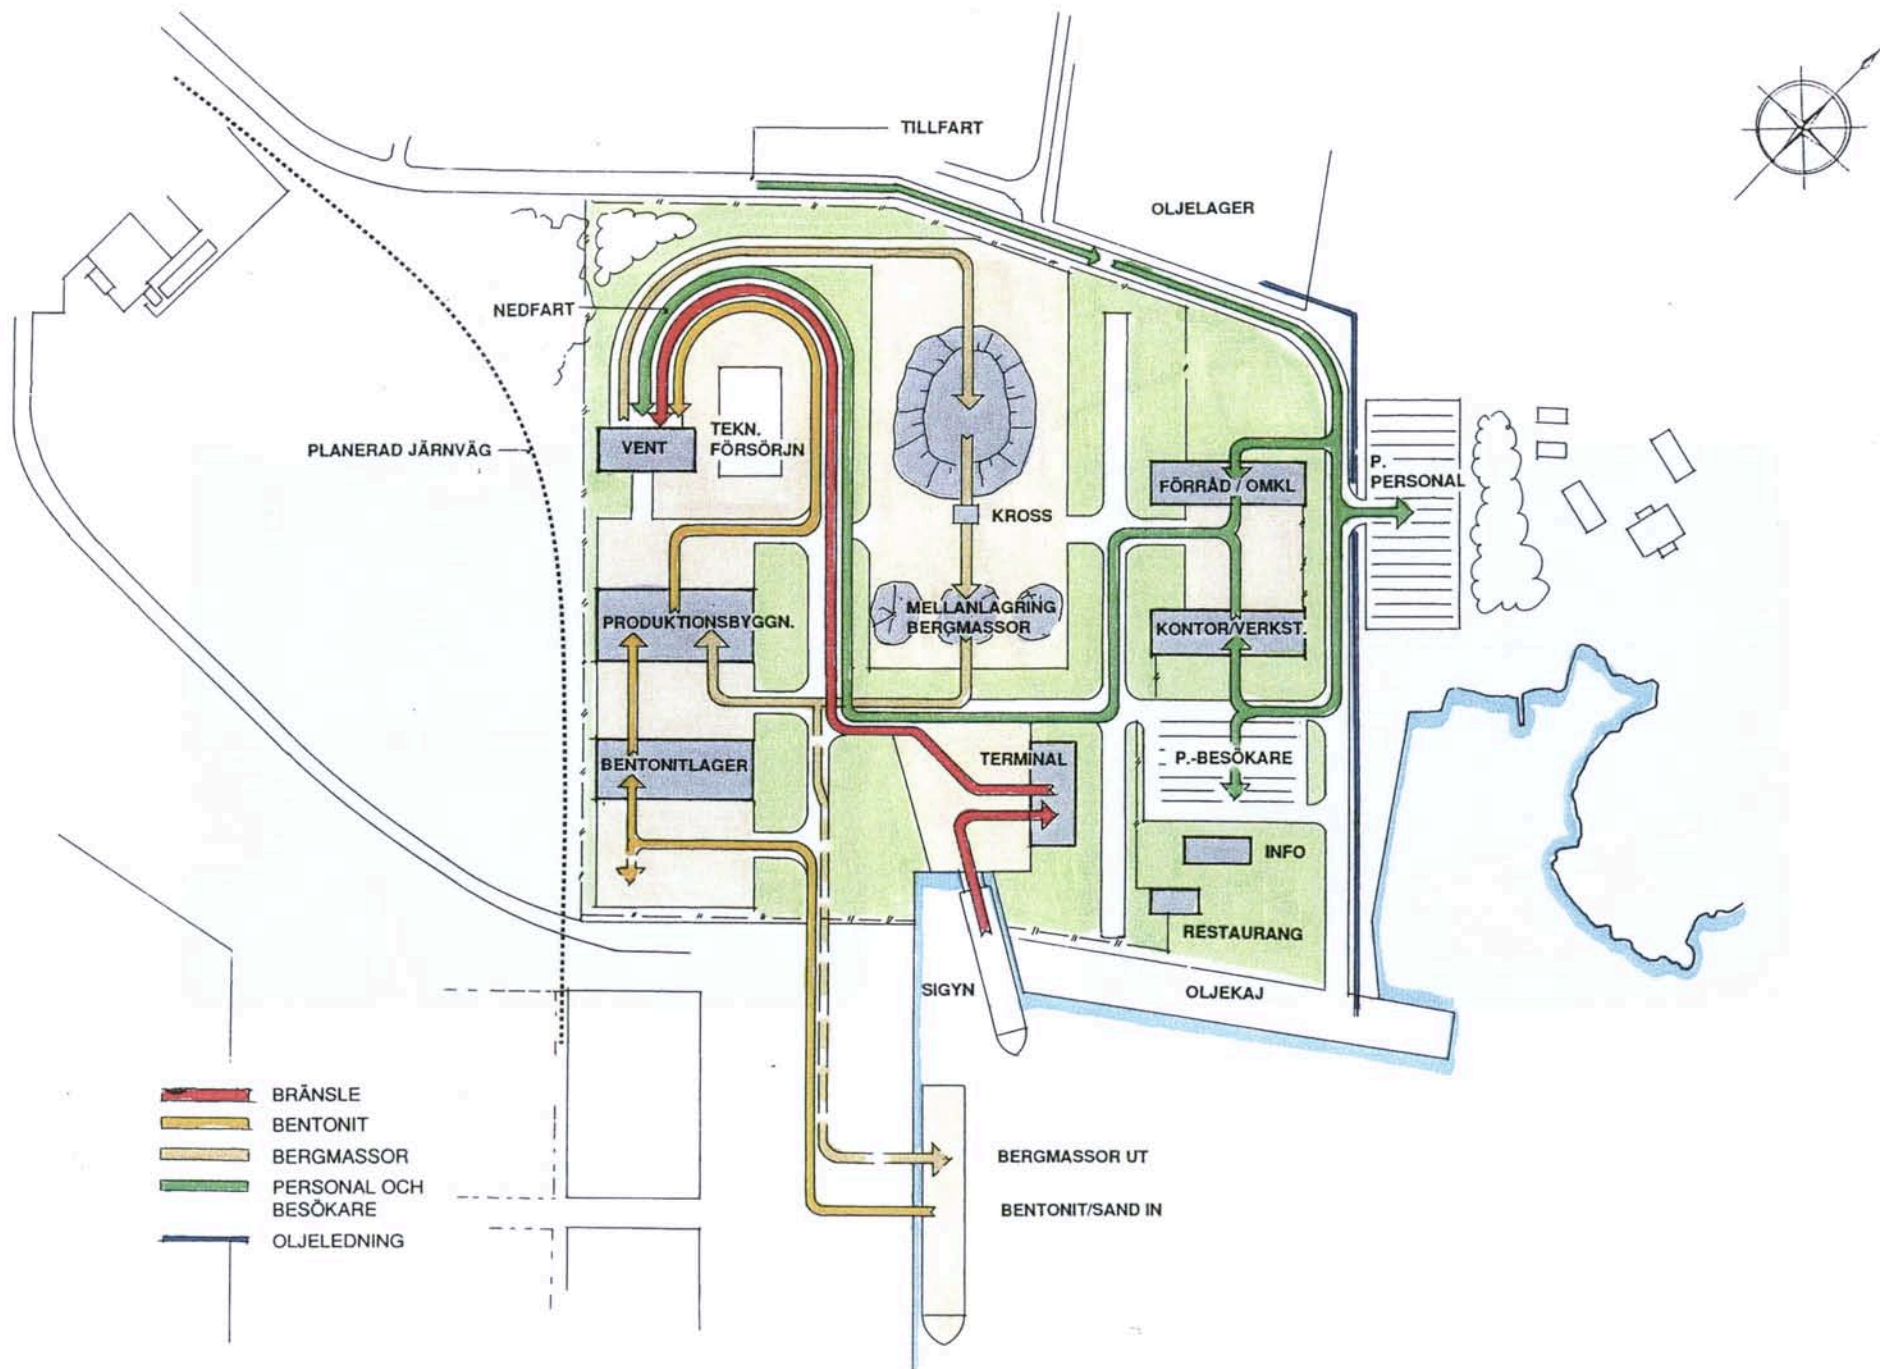 TILLFART
OLJELAGER
NEDFART
PLANERAD JÄRNVÄG
VENT
TEKN.
FÖRSÖRJN
P.
PERSONAL
FÖRRÅD / OMKL
KROSS
MELLANLAGRING
BERGMASSOR
PRODUKTIONSBYGGN.
KONTOR/VERKST.
BENTONITLAGER
TERMINAL
P.-BESÖKARE
INFO
RESTAURANG
SIGYN
OLJEKAJ
BRÄNSLE
BENTONIT
BERGMASSOR
PERSONAL OCH
BESÖKARE
OLJELEDNING
BERGMASSOR UT
BENTONIT/SAND IN